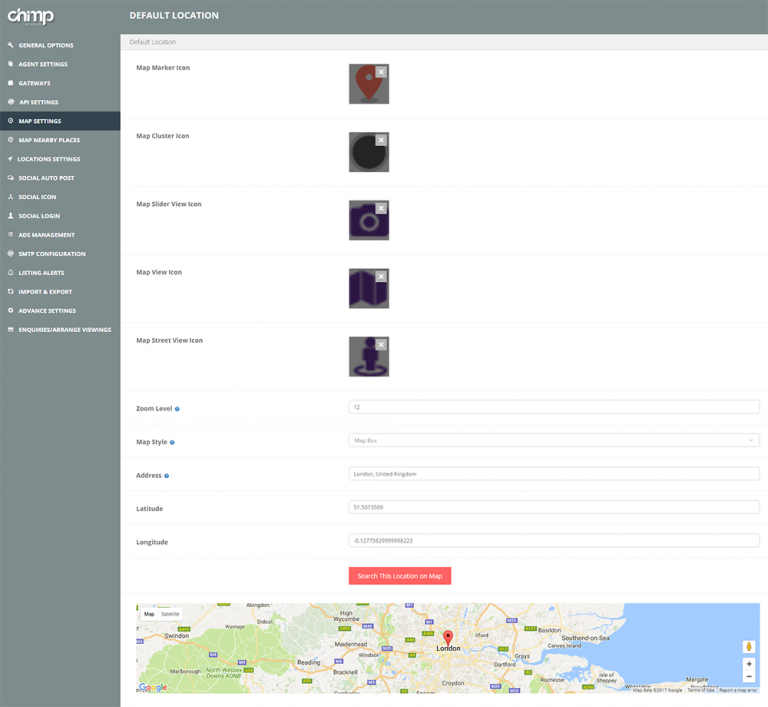 chimp
DEFAULT LOCATION
GENERAL OPTIONS
AGENT SETTINGS
GATEWAYS
API SETTINGS
MAP SETTINGS
MAP NEARBY PLACES
LOCATIONS SETTINGS
SOCIAL AUTO POST
SOCIAL ICON
SOCIAL LOGIN
ADS MANAGEMENT
SMTP CONFIGURATION
LISTING ALERTS
IMPORT & EXPORT
ADVANCE SETTINGS
ENQUIRIES/ARRANGE VIEWINGS
Default Location
Map Marker Icon
Map Cluster Icon
Map Slider View Icon
Map View Icon
Map Street View Icon
Zoom Level
12
Map Style
Map Box
Address
London, United Kingdom
Latitude
51.5073509
Longitude
-0.12775829999998223
Search This Location on Map
Map Satellite
Abingdon
Didcot
Wantage
Swindon
High
Wycombe
Maidenhead
Windsor
Reading
Bracknell
Marlborough
North Wessex
Downs AONB
London
Ilford
Basildon
Southend-on-Sea
Canvey Island
Dartford
Grays
Croydon
Rochester
Isle of
Sheppey
Margate
Google
Map data ©2017 Google Terms of Use Report a map error